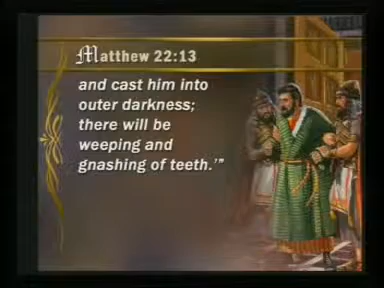 Matthew 22:13
and cast him into
outer darkness;
there will be
weeping and
gnashing of teeth.'"